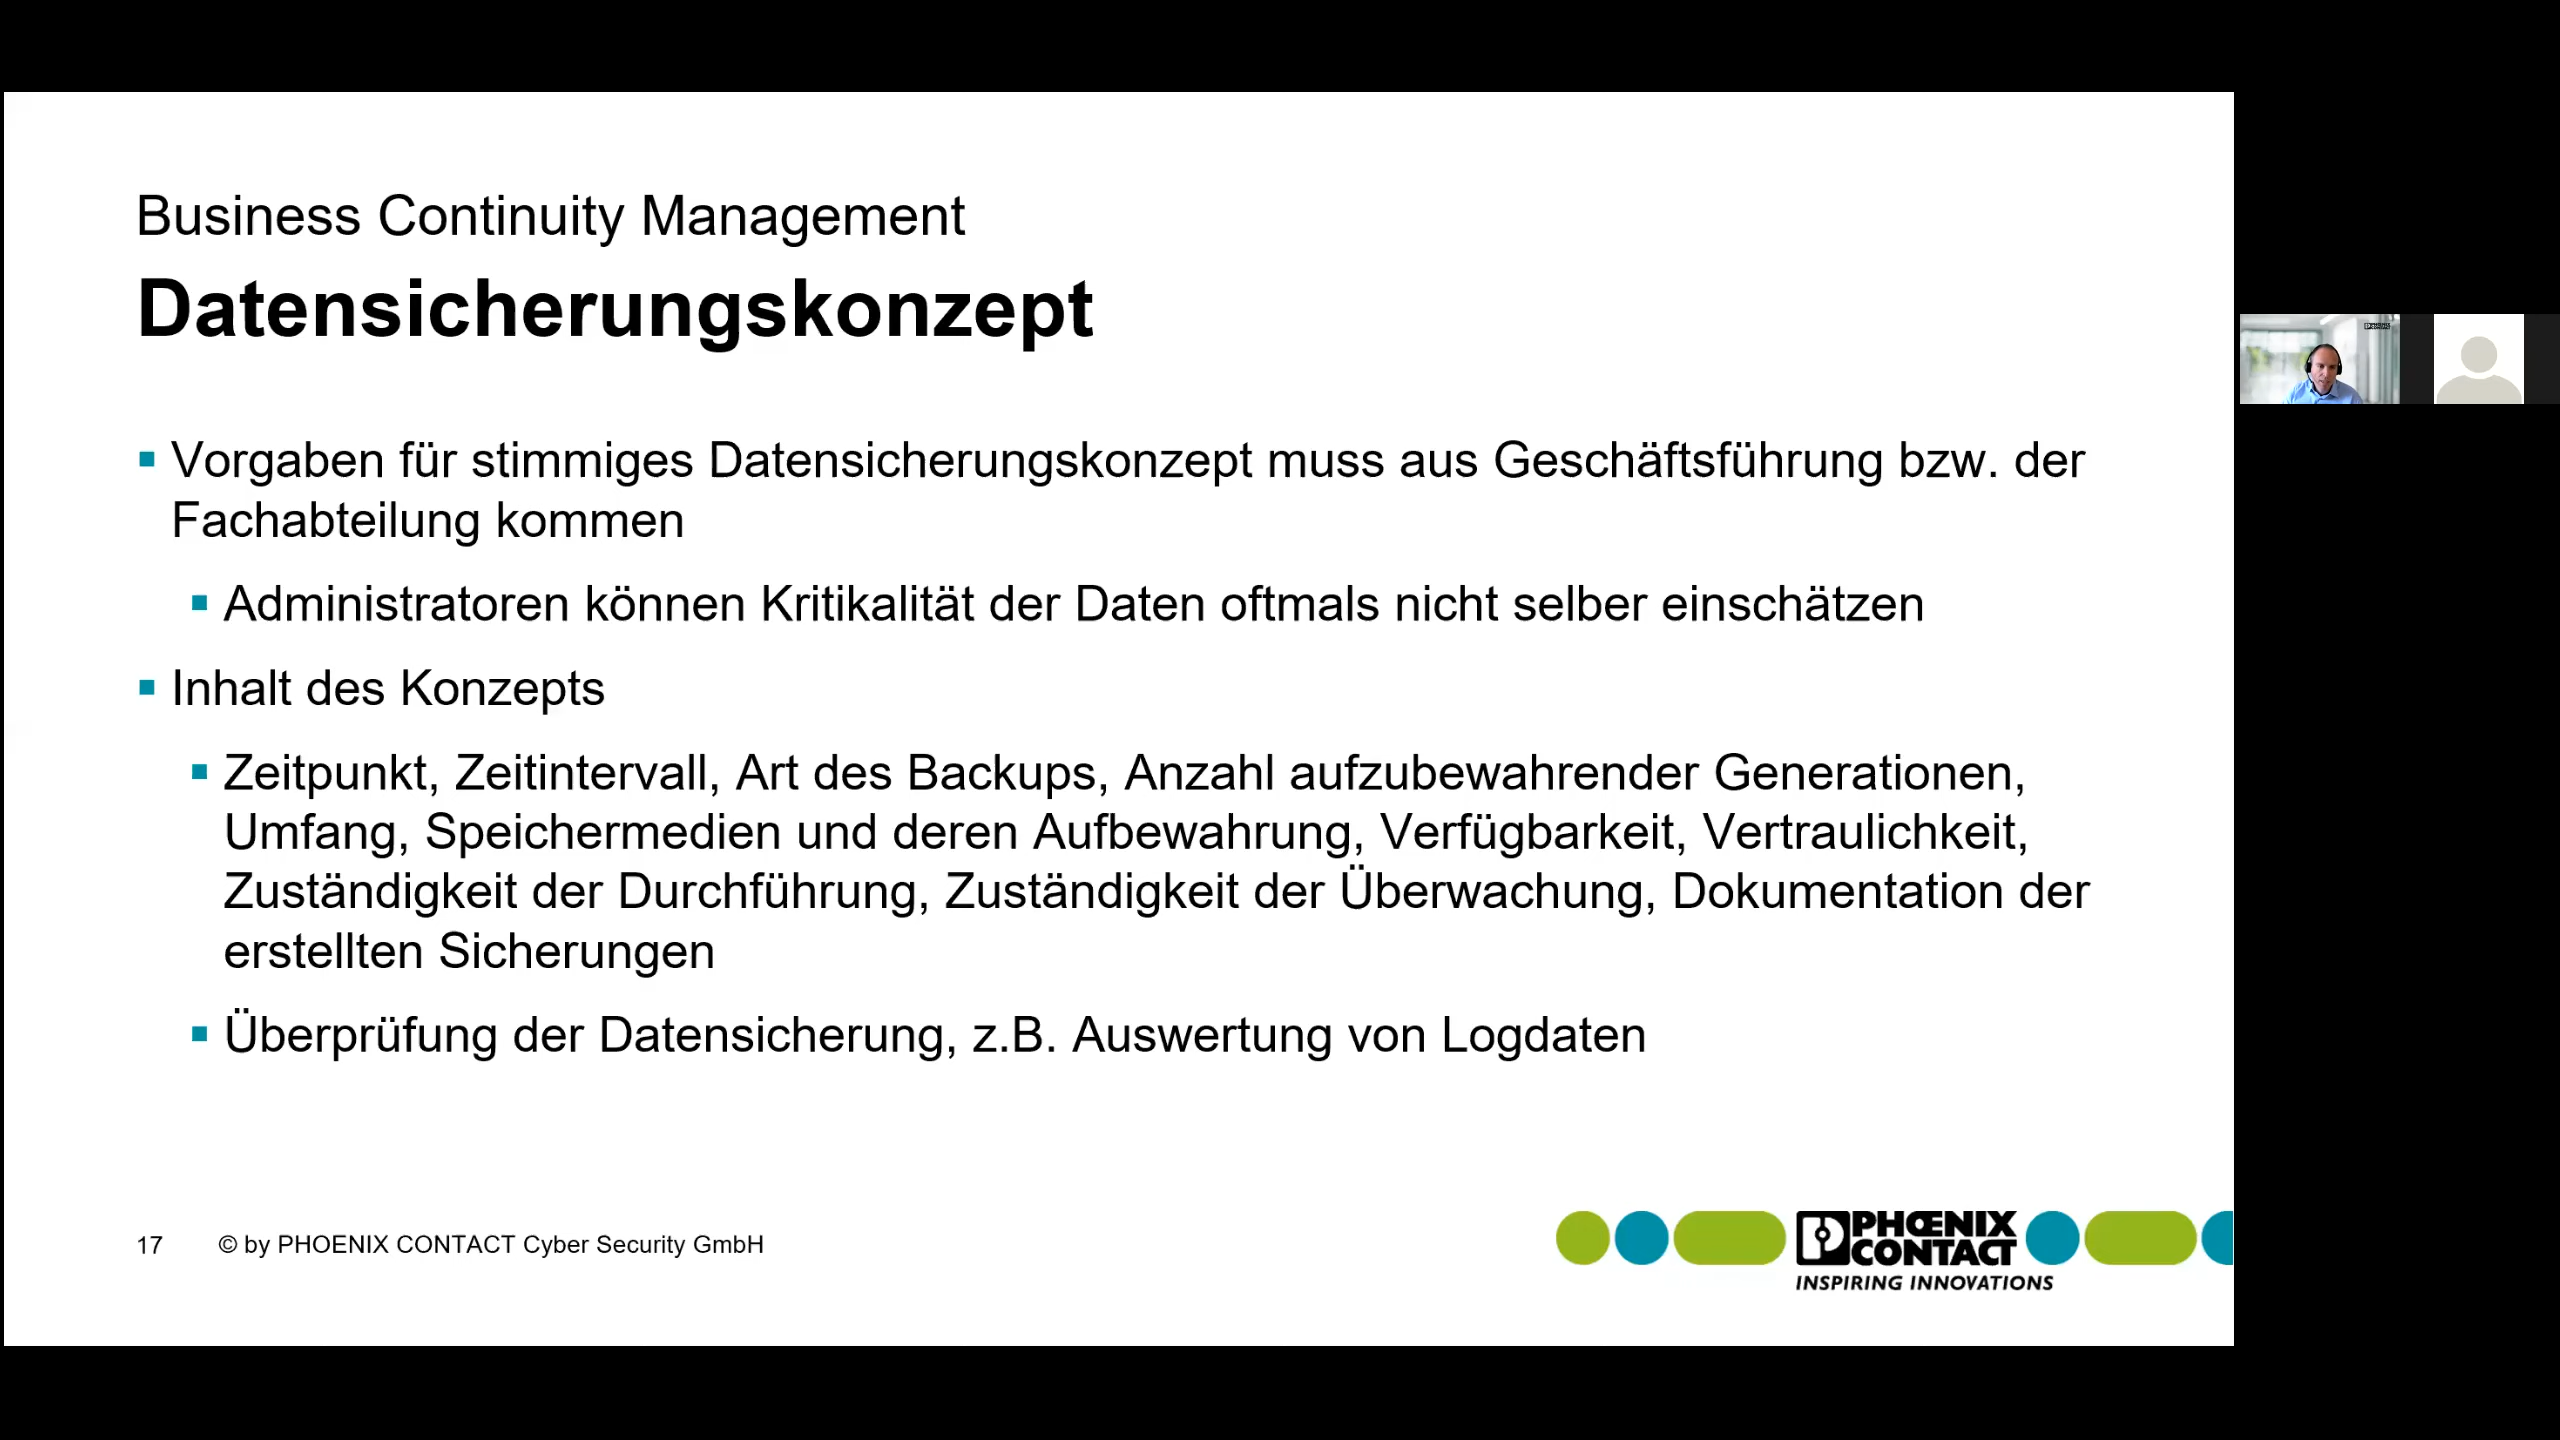 Business Continuity Management
Datensicherungskonzept
Vorgaben für stimmiges Datensicherungskonzept muss aus Geschäftsführung bzw. der
Fachabteilung kommen
Administratoren können Kritikalität der Daten oftmals nicht selber einschätzen
Inhalt des Konzepts
Zeitpunkt, Zeitintervall, Art des Backups, Anzahl aufzubewahrender Generationen,
Umfang, Speichermedien und deren Aufbewahrung, Verfügbarkeit, Vertraulichkeit,
Zuständigkeit der Durchführung, Zuständigkeit der Überwachung, Dokumentation der
erstellten Sicherungen
Überprüfung der Datensicherung, z.B. Auswertung von Logdaten
17 © by PHOENIX CONTACT Cyber Security GmbH
PHŒNIX
CONTACT
INSPIRING INNOVATIONS